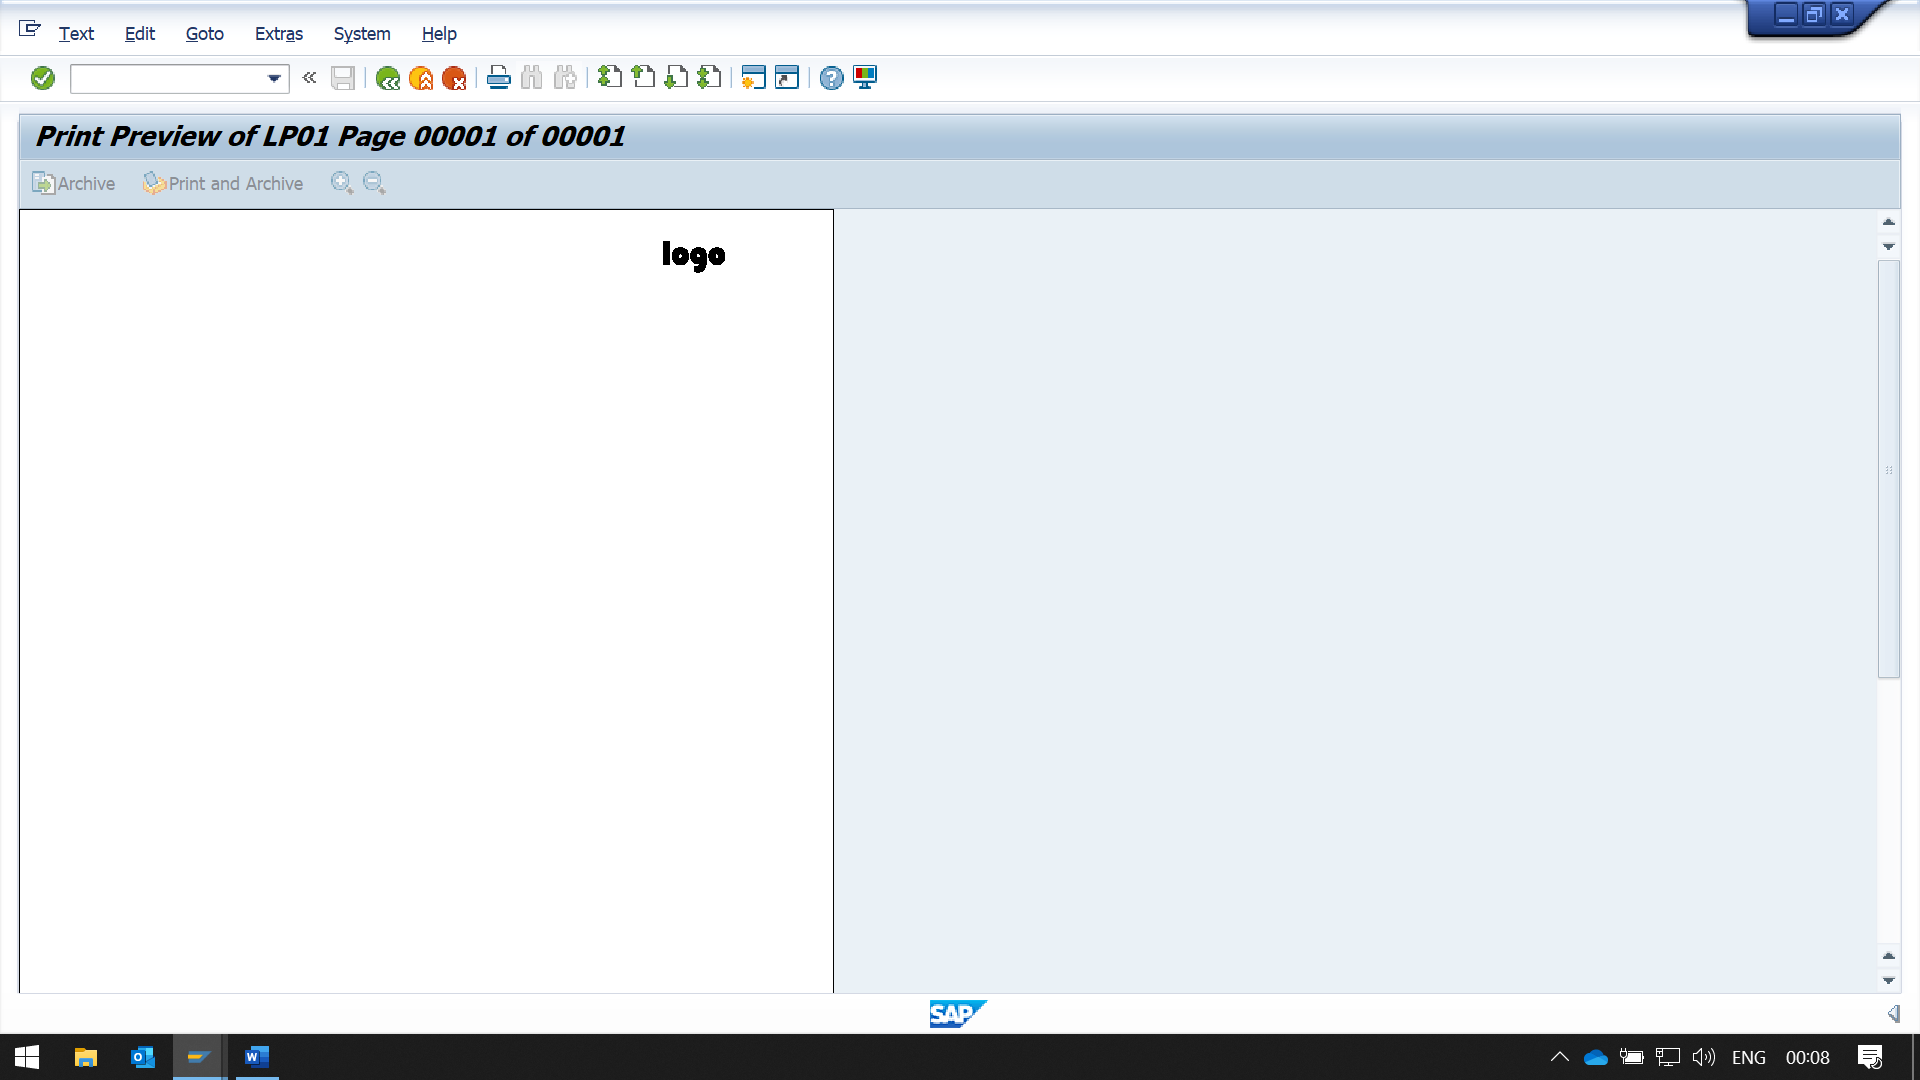 Text Edit Goto Extras System Help
Print Preview of LP01 Page 00001 of 00001
Archive Print and Archive
logo
SAP
ENG 00:08